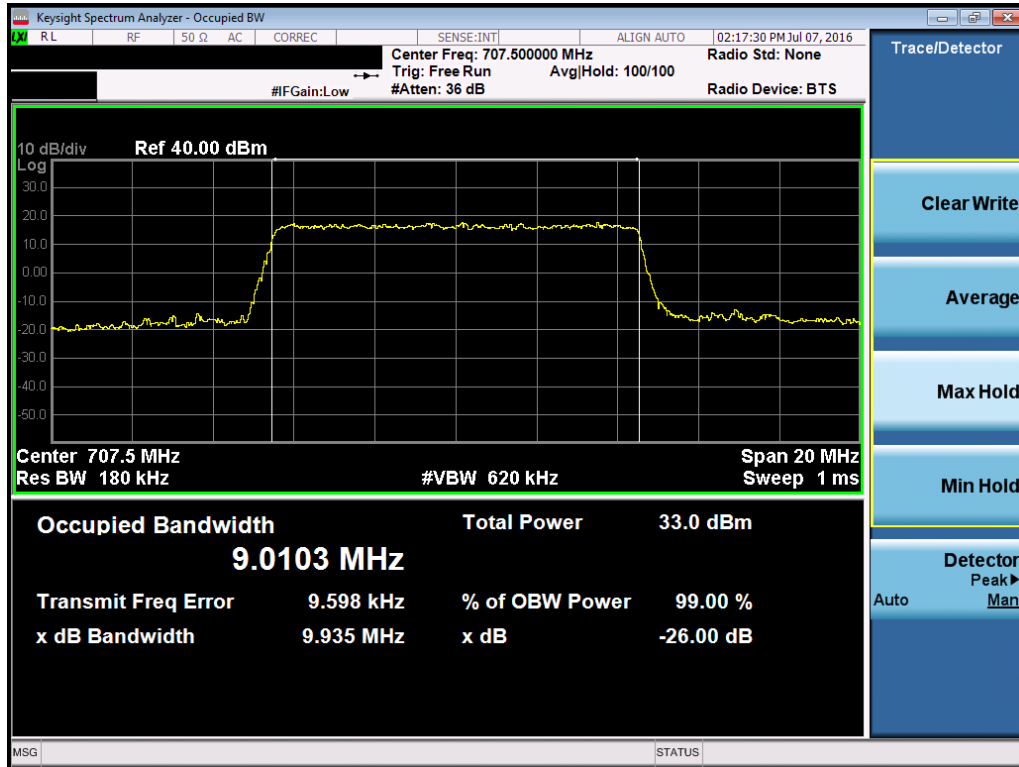 Keysight Spectrum Analyzer - Occupied BW
LXI RL RF 50 Ω AC CORREC SENSE:INT ALIGN AUTO 02:17:30 PM Jul 07, 2016
Center Freq: 707.500000 MHz Radio Std: None
Trig: Free Run Avg|Hold: 100/100
#IFGain:Low #Atten: 36 dB Radio Device: BTS
10 dB/div Ref 40.00 dBm
Log
30.0
20.0
10.0
0.00
-10.0
-20.0
-30.0
-40.0
-50.0
Center 707.5 MHz Span 20 MHz
Res BW 180 kHz #VBW 620 kHz Sweep 1 ms
Occupied Bandwidth Total Power 33.0 dBm
9.0103 MHz
Transmit Freq Error 9.598 kHz % of OBW Power 99.00 %
x dB Bandwidth 9.935 MHz x dB -26.00 dB
MSG STATUS
Trace/Detector
Clear Write
Average
Max Hold
Min Hold
Detector
Peak▶
Auto Man